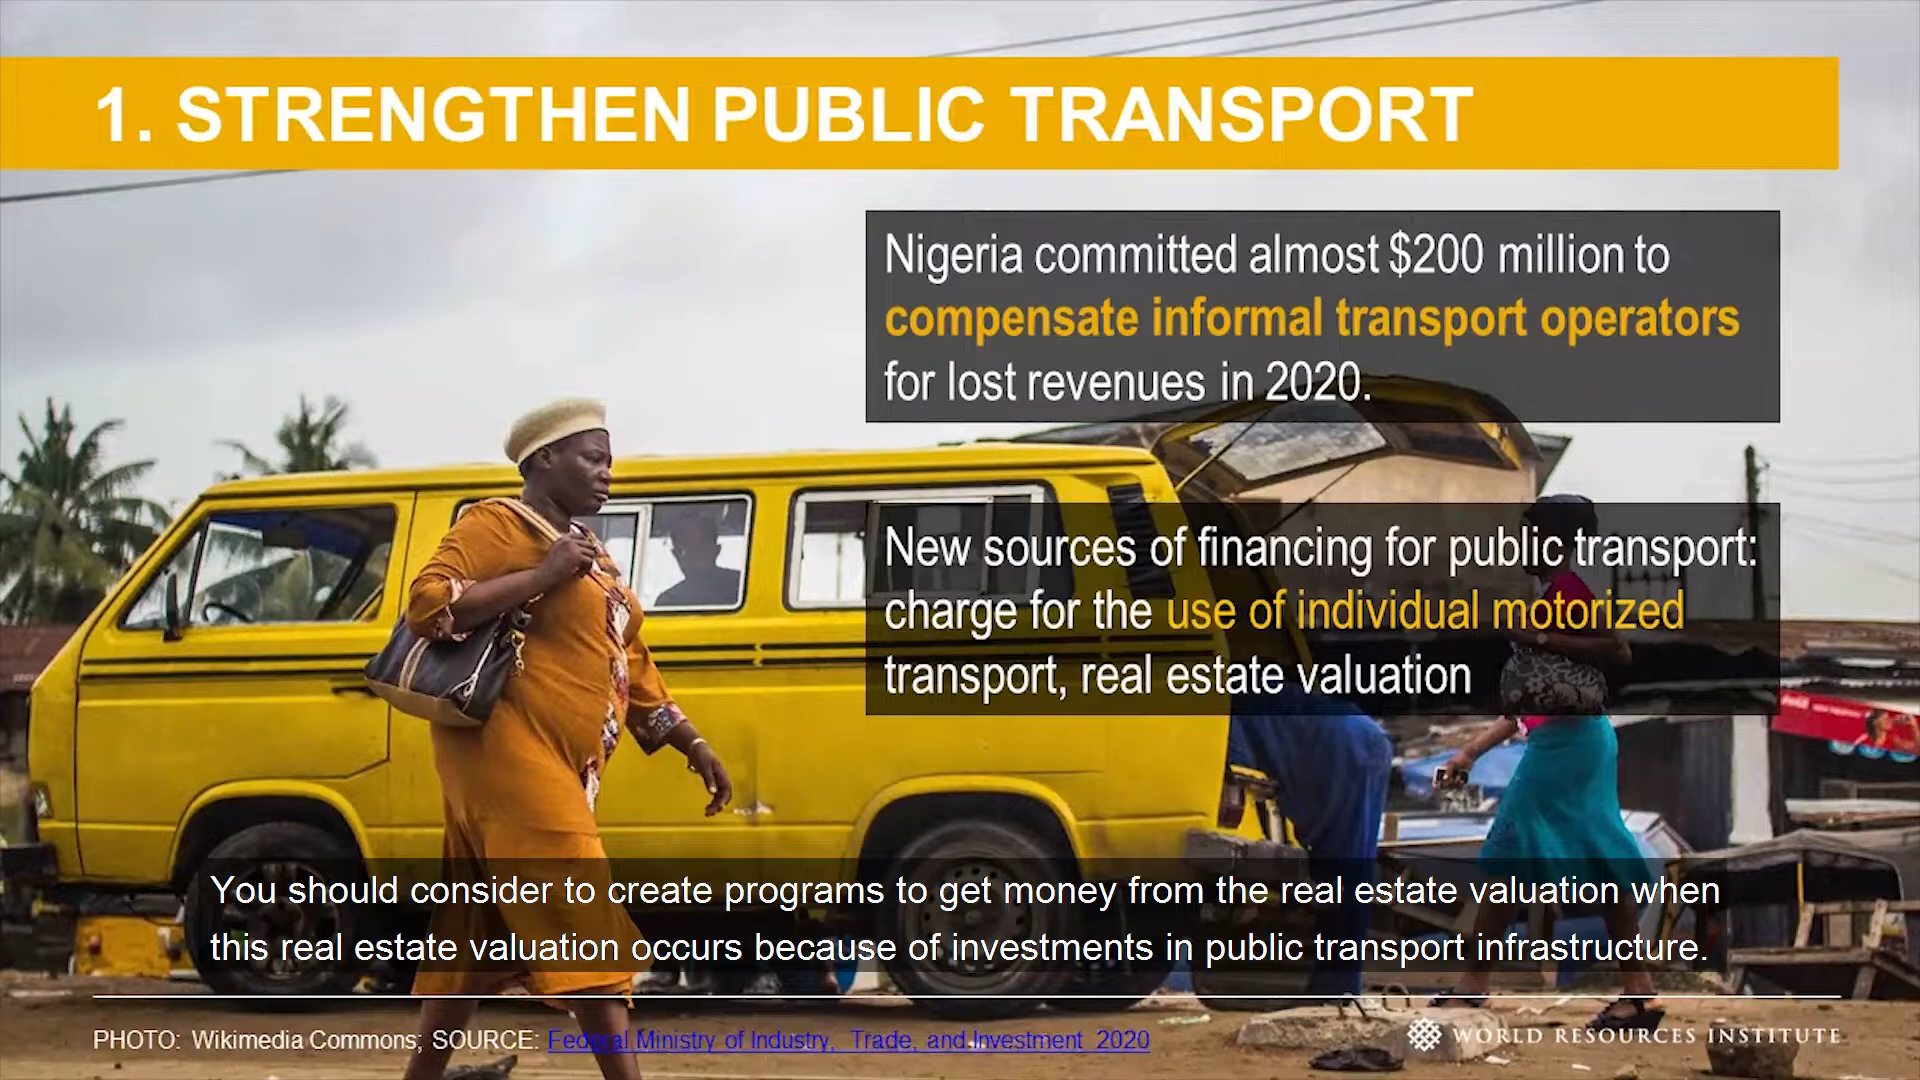 1. STRENGTHEN PUBLIC TRANSPORT
Nigeria committed almost $200 million to
compensate informal transport operators
for lost revenues in 2020.
New sources of financing for public transport:
charge for the use of individual motorized
transport, real estate valuation
You should consider to create programs to get money from the real estate valuation when
this real estate valuation occurs because of investments in public transport infrastructure.
PHOTO: Wikimedia Commons; SOURCE: Federal Ministry of Industry, Trade, and Investment 2020
WORLD RESOURCES INSTITUTE